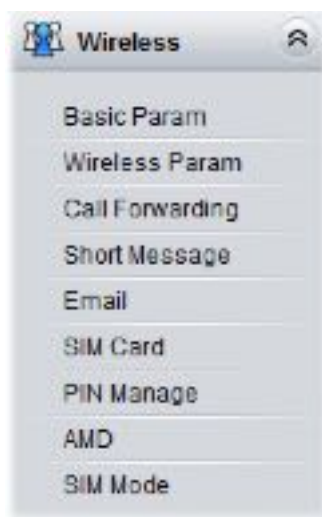 Wireless
Basic Param
Wireless Param
Call Forwarding
Short Message
Email
SIM Card
PIN Manage
AMD
SIM Mode